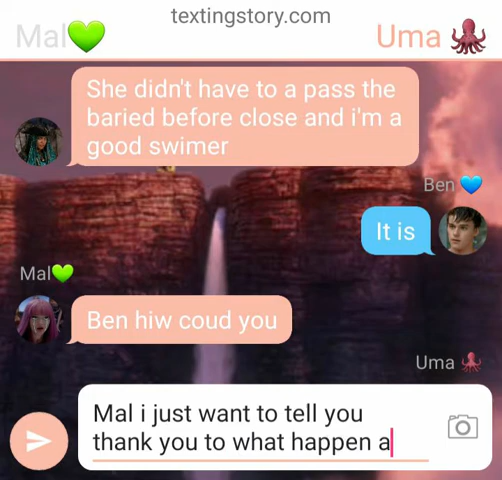 textingstory.com
Mal💚
Uma 🐙
She didn't have to a pass the
baried before close and i'm a
good swimer
Ben 💙
It is
Mal💚
Ben hiw coud you
Uma 🐙
Mal i just want to tell you
thank you to what happen a